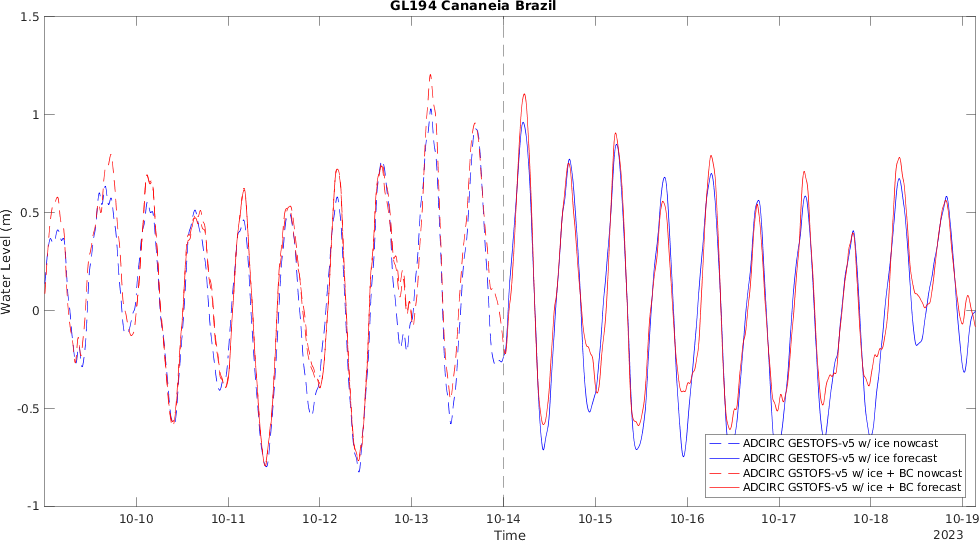 GL194 Cananeia Brazil
1.5
1
0.5
0
-0.5
-1
Water Level (m)
ADCIRC GESTOFS-v5 w/ ice nowcast
ADCIRC GESTOFS-v5 w/ ice forecast
ADCIRC GSTOFS-v5 w/ ice + BC nowcast
ADCIRC GSTOFS-v5 w/ ice + BC forecast
10-10 10-11 10-12 10-13 10-14 10-15 10-16 10-17 10-18 10-19
Time
2023